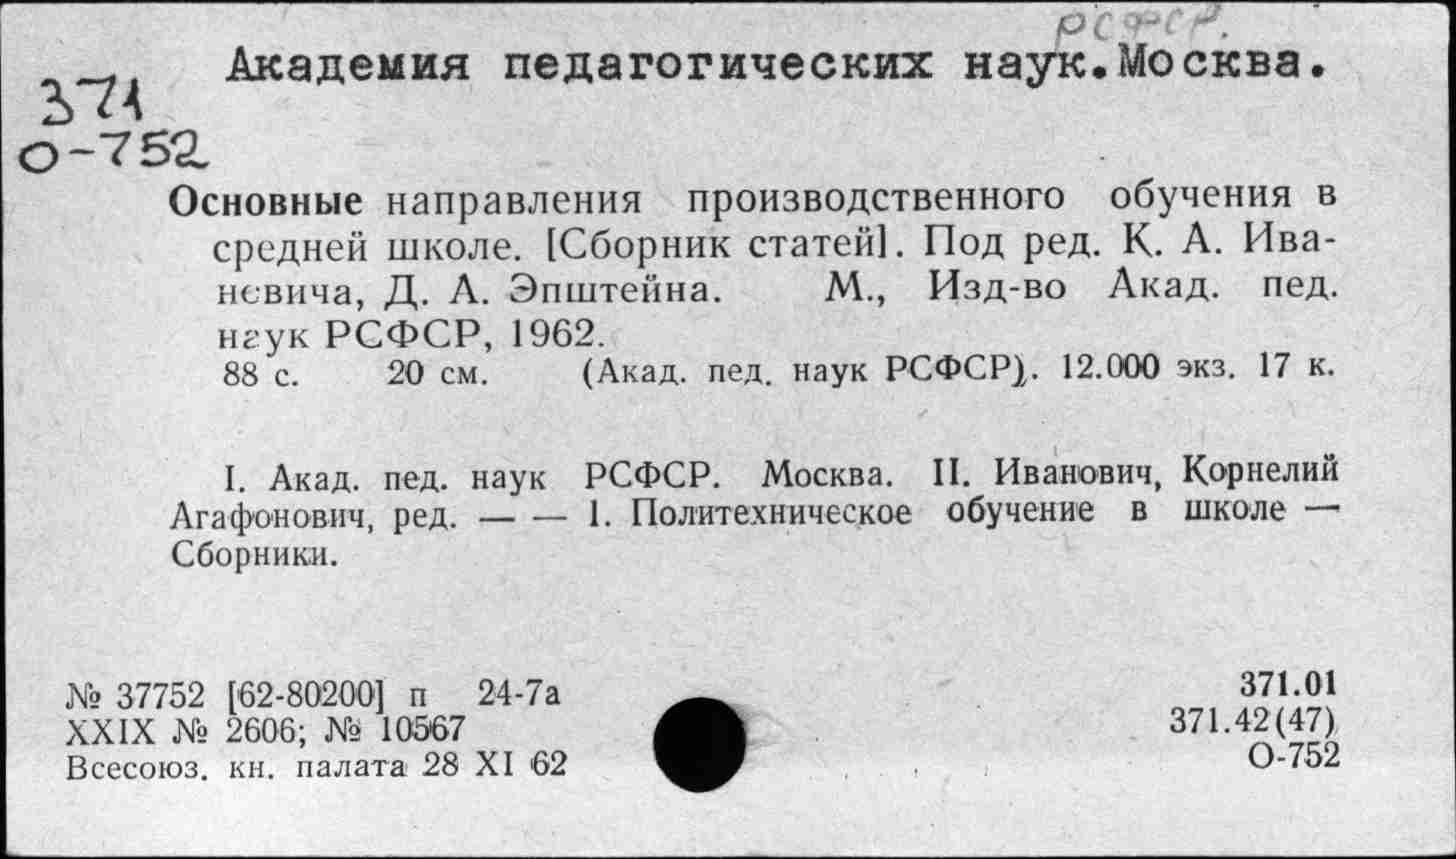 РСФСР.
Академия педагогических наук.Москва.
371
О-752
Основные направления производственного обучения в
средней школе. [Сборник статей]. Под ред. К. А. Ива-
новича, Д. А. Эпштейна. М., Изд-во Акад. пед.
наук РСФСР, 1962.
88 с. 20 см. (Акад. пед. наук РСФСР). 12.000 экз. 17 к.
I. Акад. пед. наук РСФСР. Москва. II. Иванович, Корнелий
Агафонович, ред. — — 1. Политехническое обучение в школе —
Сборники.
№ 37752 [62-80200] п 24-7а
XXIX № 2606; № 10567
Всесоюз. кн. палата 28 XI 62
371.01
371.42(47)
О-752